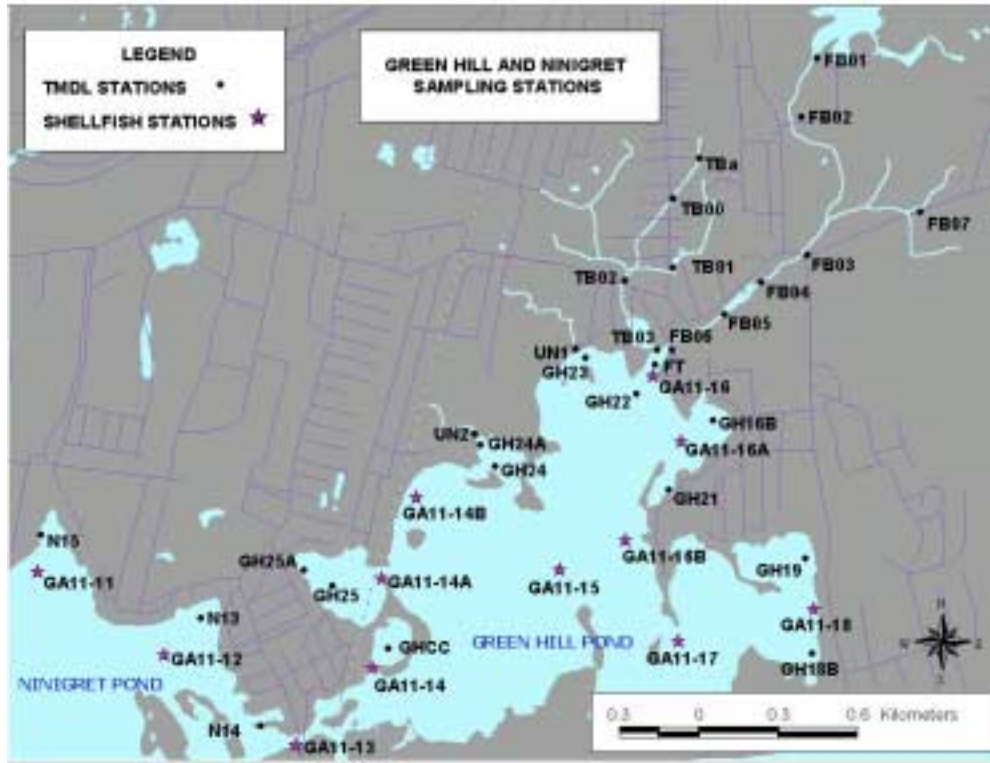 LEGEND
TMDL STATIONS
SHELLFISH STATIONS
GREEN HILL AND NINIGRET
SAMPLING STATIONS
FB01
FB02
TBa
TB00
FB07
TB01
TB02
FB03
FB04
FB05
TB03
FB06
UN1
GH23
FT
GA11-16
GH22
GH16B
UN2
GH24A
GA11-16A
GH24
GH21
GA11-14B
N15
GA11-11
GH25A
GH25
GA11-14A
GA11-16B
GA11-15
GH19
N13
GA11-18
GA11-12
GHCC
GREEN HILL POND
GA11-17
GH18B
NINIGRET POND
GA11-14
N14
GA11-13
N
S
0.3 0 0.3 0.6 Kilometers